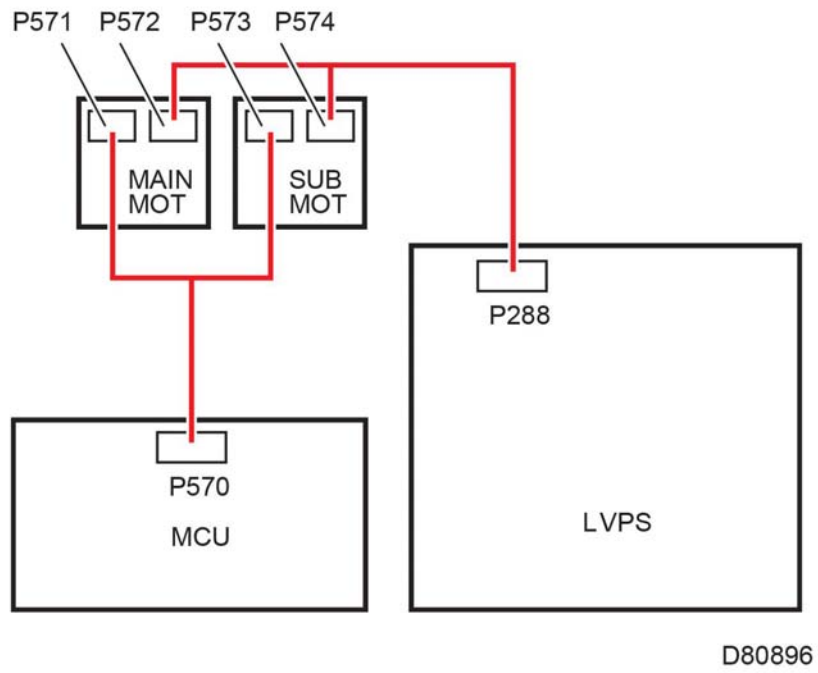 P571 P572 P573 P574
MAIN
MOT
SUB
MOT
P288
P570
MCU
LVPS
D80896